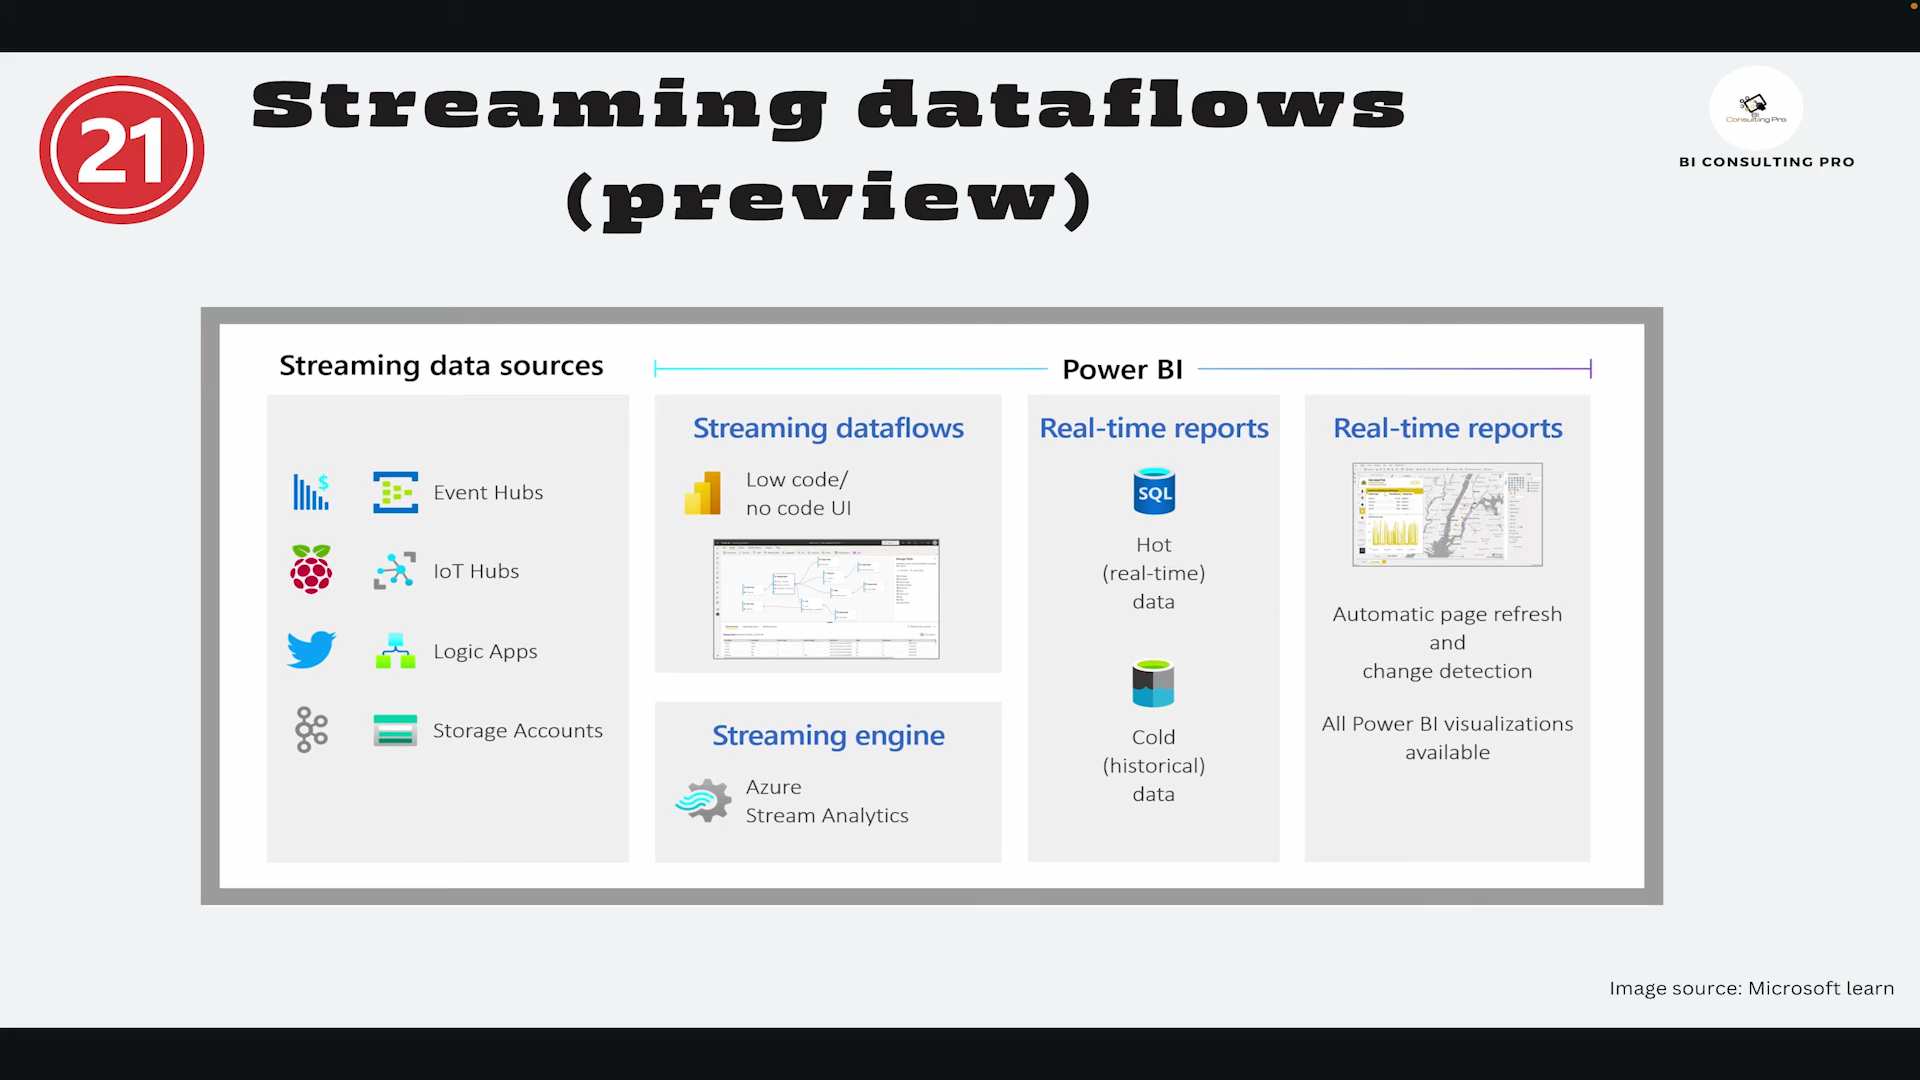 21
Streaming dataflows
(preview)
BI
Consulting Pro
BI CONSULTING PRO
Streaming data sources
Power BI
Event Hubs
IoT Hubs
Logic Apps
Storage Accounts
Streaming dataflows
Low code/
no code UI
Streaming engine
Azure
Stream Analytics
Real-time reports
SQL
Hot
(real-time)
data
Cold
(historical)
data
Real-time reports
Automatic page refresh
and
change detection
All Power BI visualizations
available
Image source: Microsoft learn